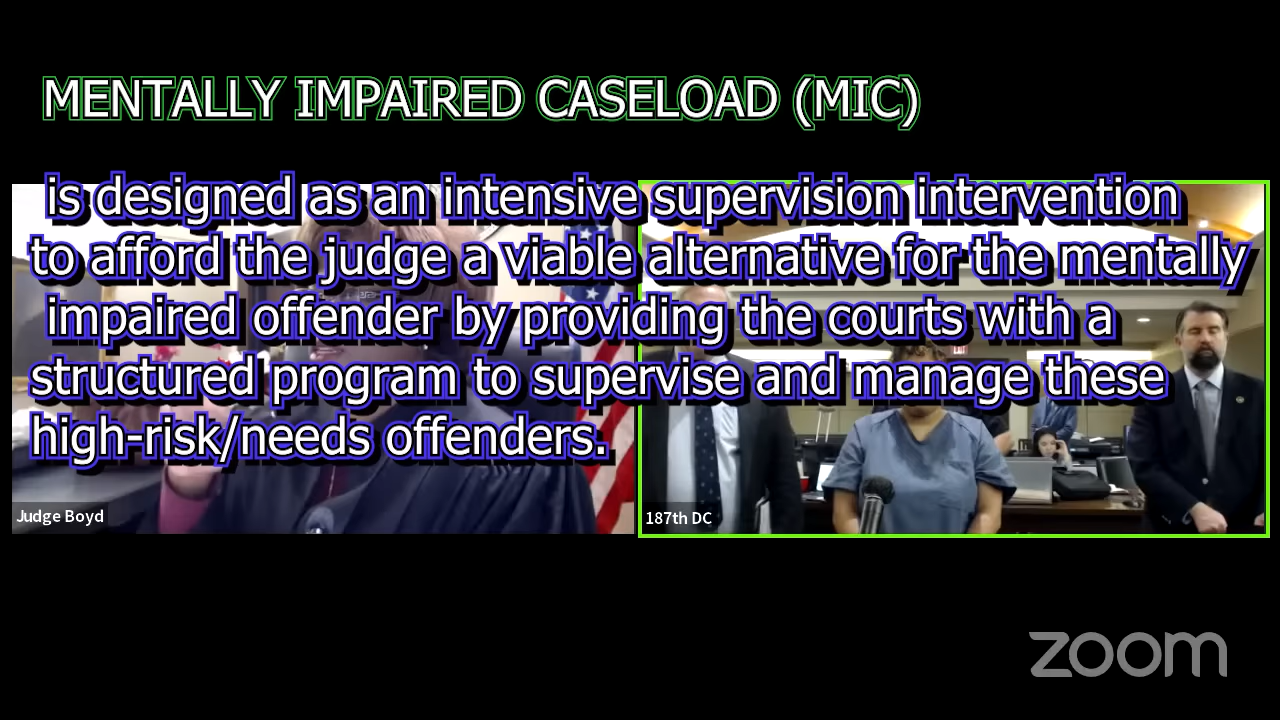 MENTALLY IMPAIRED CASELOAD (MIC)
is designed as an intensive supervision intervention
to afford the judge a viable alternative for the mentally
impaired offender by providing the courts with a
structured program to supervise and manage these
high-risk/needs offenders.
Judge Boyd
187th DC
zoom